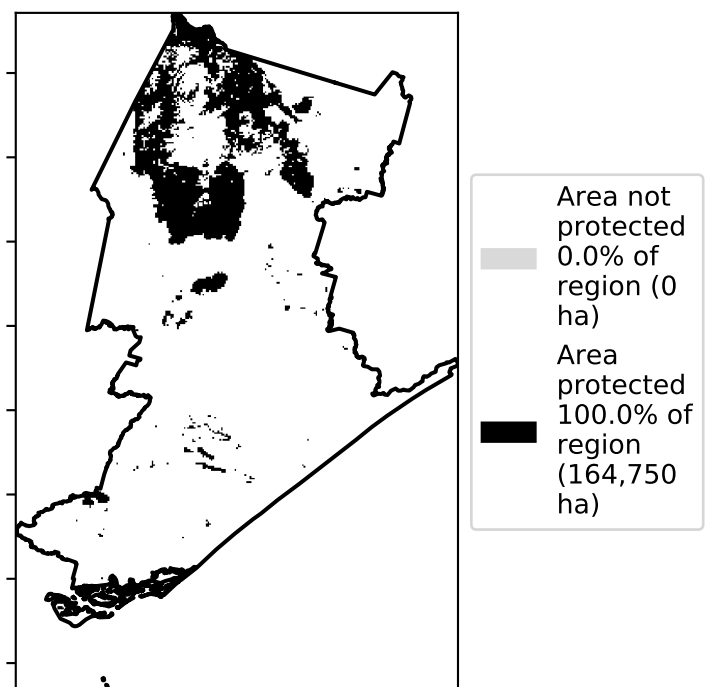 Area not
protected
0.0% of
region (0
ha)
Area
protected
100.0% of
region
(164,750
ha)